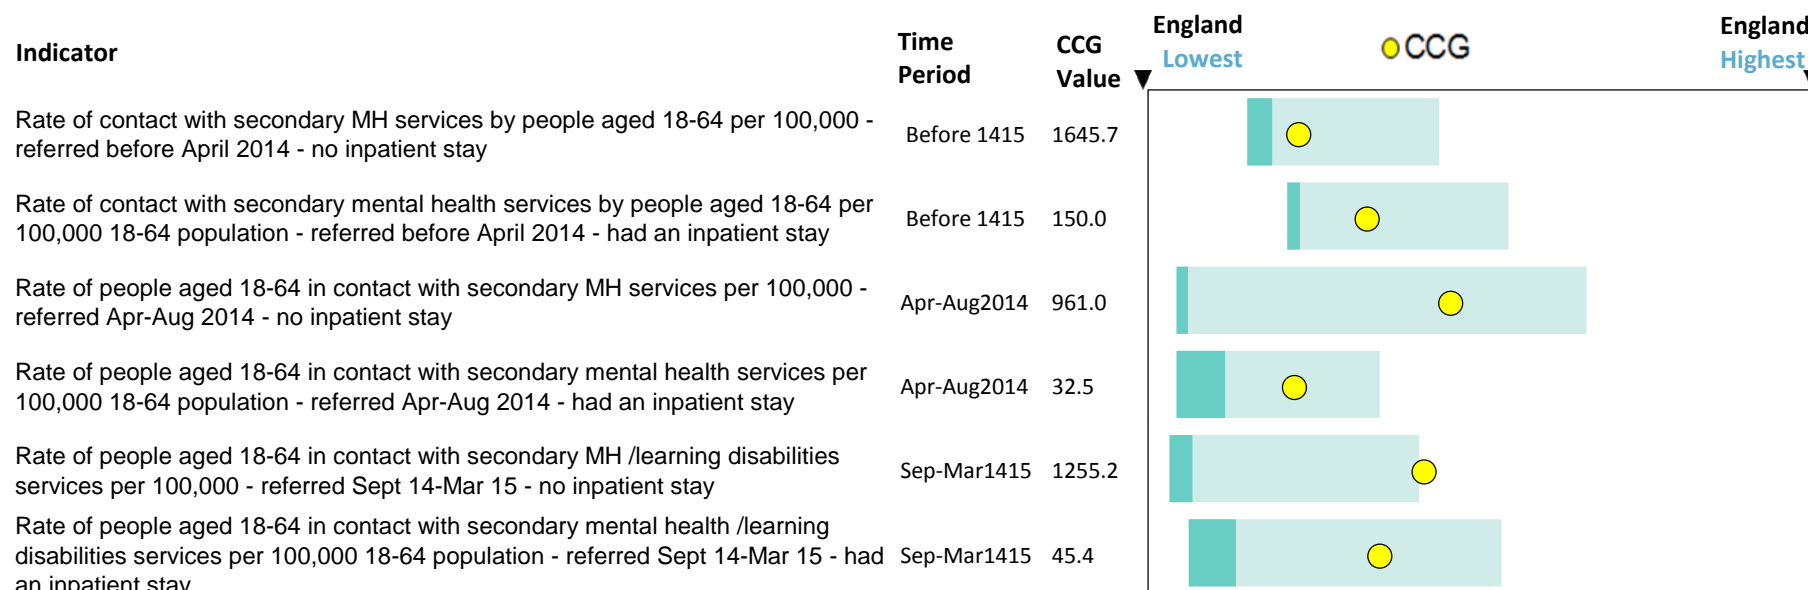 Indicator
Time Period
CCG Value
England Lowest
CCG
England Highest
Rate of contact with secondary MH services by people aged 18-64 per 100,000 -
referred before April 2014 - no inpatient stay
Before 1415 1645.7
Rate of contact with secondary mental health services by people aged 18-64 per
100,000 18-64 population - referred before April 2014 - had an inpatient stay
Before 1415 150.0
Rate of people aged 18-64 in contact with secondary MH services per 100,000 -
referred Apr-Aug 2014 - no inpatient stay
Apr-Aug2014 961.0
Rate of people aged 18-64 in contact with secondary mental health services per
100,000 18-64 population - referred Apr-Aug 2014 - had an inpatient stay
Apr-Aug2014 32.5
Rate of people aged 18-64 in contact with secondary MH /learning disabilities
services per 100,000 - referred Sept 14-Mar 15 - no inpatient stay
Sep-Mar1415 1255.2
Rate of people aged 18-64 in contact with secondary mental health /learning
disabilities services per 100,000 18-64 population - referred Sept 14-Mar 15 - had
an inpatient stay
Sep-Mar1415 45.4